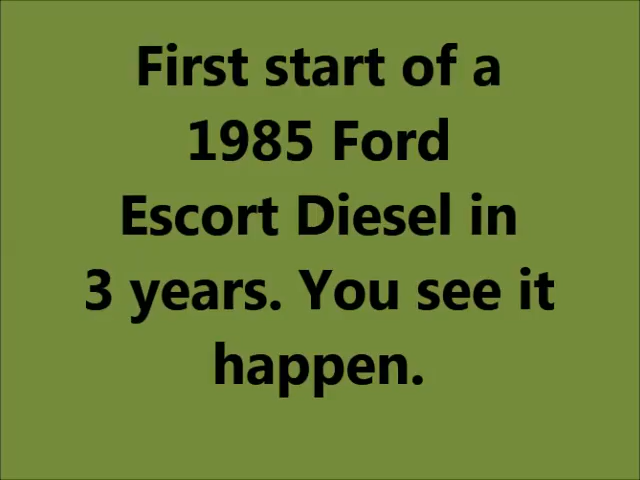 First start of a
1985 Ford
Escort Diesel in
3 years. You see it
happen.